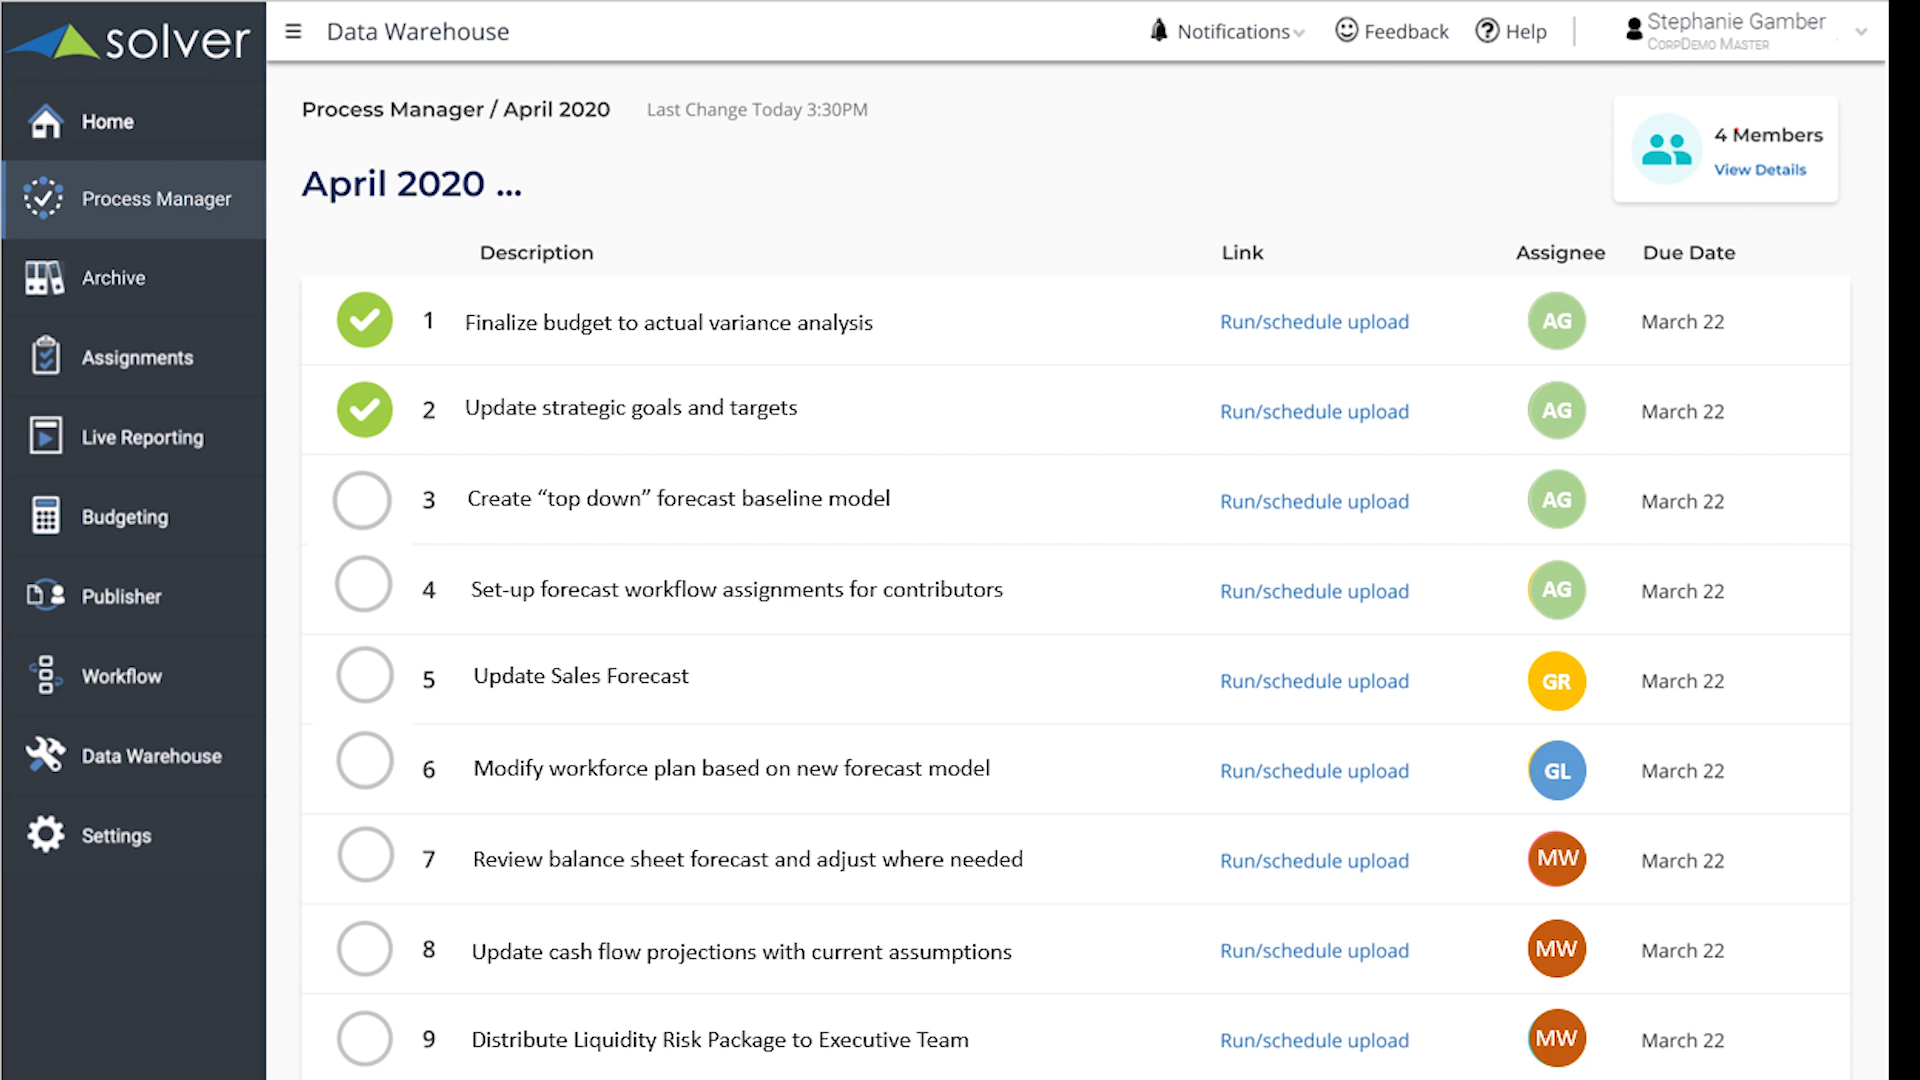 solver
Data Warehouse
Notifications
Feedback
Help
Stephanie Gamber
CorpDemo Master
Home
Process Manager
Archive
Assignments
Live Reporting
Budgeting
Publisher
Workflow
Data Warehouse
Settings
Process Manager / April 2020
Last Change Today 3:30PM
4 Members
View Details
April 2020 ...
Description Link Assignee Due Date
1 Finalize budget to actual variance analysis Run/schedule upload AG March 22
2 Update strategic goals and targets Run/schedule upload AG March 22
3 Create “top down” forecast baseline model Run/schedule upload AG March 22
4 Set-up forecast workflow assignments for contributors Run/schedule upload AG March 22
5 Update Sales Forecast Run/schedule upload GR March 22
6 Modify workforce plan based on new forecast model Run/schedule upload GL March 22
7 Review balance sheet forecast and adjust where needed Run/schedule upload MW March 22
8 Update cash flow projections with current assumptions Run/schedule upload MW March 22
9 Distribute Liquidity Risk Package to Executive Team Run/schedule upload MW March 22